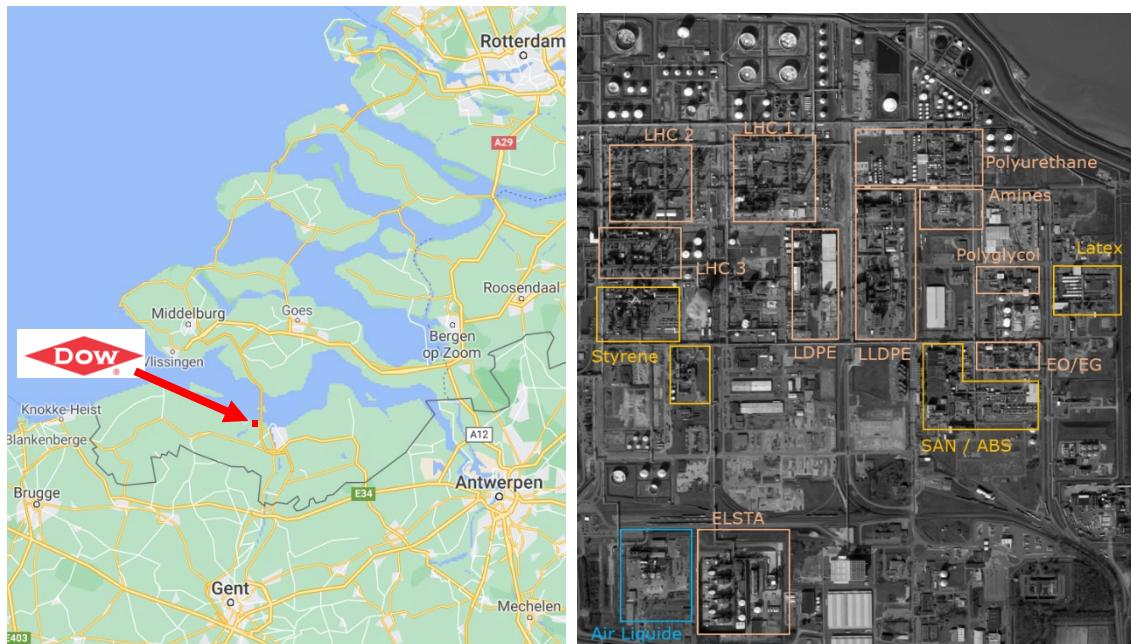 Rotterdam
A29
Roosendaal
Middelburg
Goes
Bergen
op Zoom
Dow
Vlissingen
Knokke-Heist
Blankenberge
A12
Antwerpen
Brugge
E34
Gent
Mechelen
E403
LHC 2
LHC 1
Polyurethane
Amines
LHC 3
Polyglycol
Latex
Styrene
LDPE
LLDPE
EO/EG
SAN / ABS
ELSTA
Air Liquide